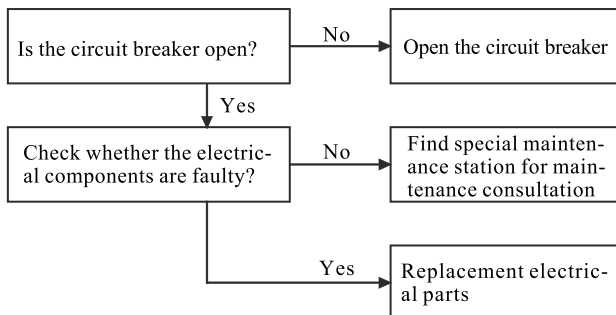 Is the circuit breaker open?
No
Open the circuit breaker
Yes
Check whether the electric-
al components are faulty?
No
Find special mainten-
ance station for main-
tenance consultation
Yes
Replacement electric-
al parts